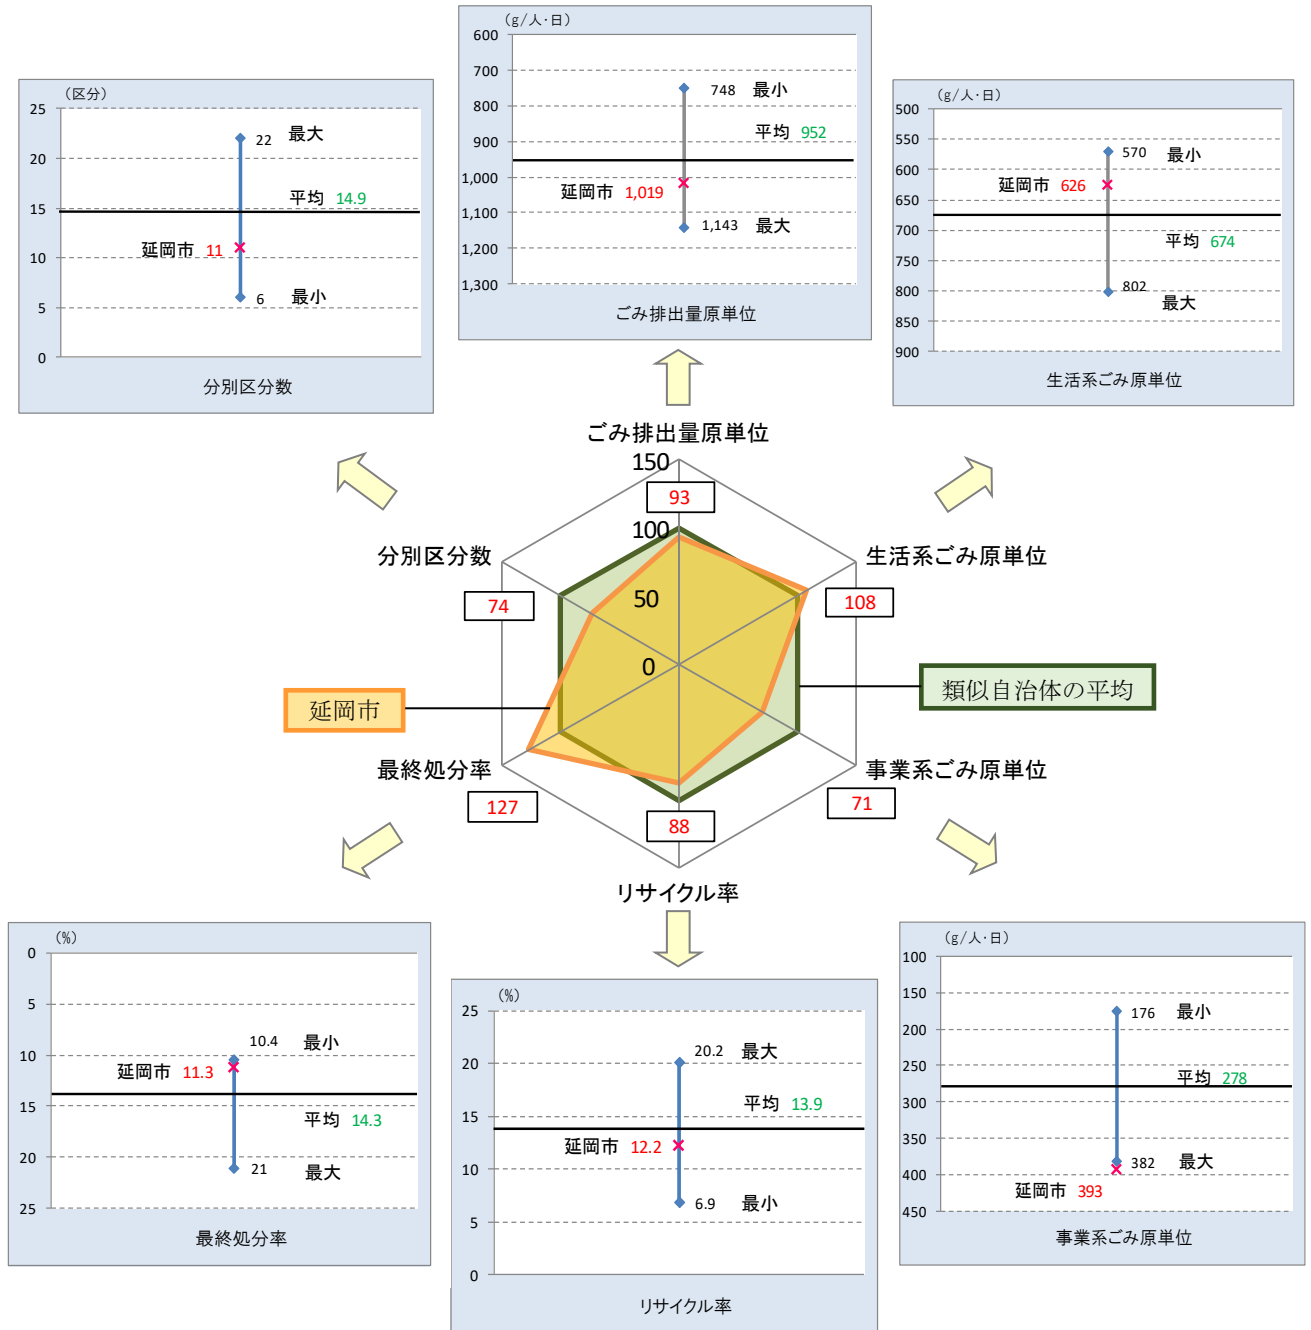 (g/人・日)
600
700
800
900
1,000
1,100
1,200
1,300
748 最小
平均 952
延岡市 1,019
1,143 最大
ごみ排出量原単位
(区分)
25
20
15
10
5
0
22 最大
平均 14.9
延岡市 11
6 最小
分別区分数
(g/人・日)
500
550
600
650
700
750
800
850
900
570 最小
延岡市 626
平均 674
802
最大
生活系ごみ原単位
ごみ排出量原単位
150
93
100
分別区分数
生活系ごみ原単位
50
74
108
0
類似自治体の平均
延岡市
最終処分率
事業系ごみ原単位
127
71
88
リサイクル率
(%)
0
5
10
15
20
25
10.4 最小
延岡市 11.3
平均 14.3
21 最大
最終処分率
(%)
25
20
15
10
5
0
20.2 最大
平均 13.9
延岡市 12.2
6.9 最小
リサイクル率
(g/人・日)
100
150
200
250
300
350
400
450
176 最小
平均 278
382 最大
延岡市 393
事業系ごみ原単位